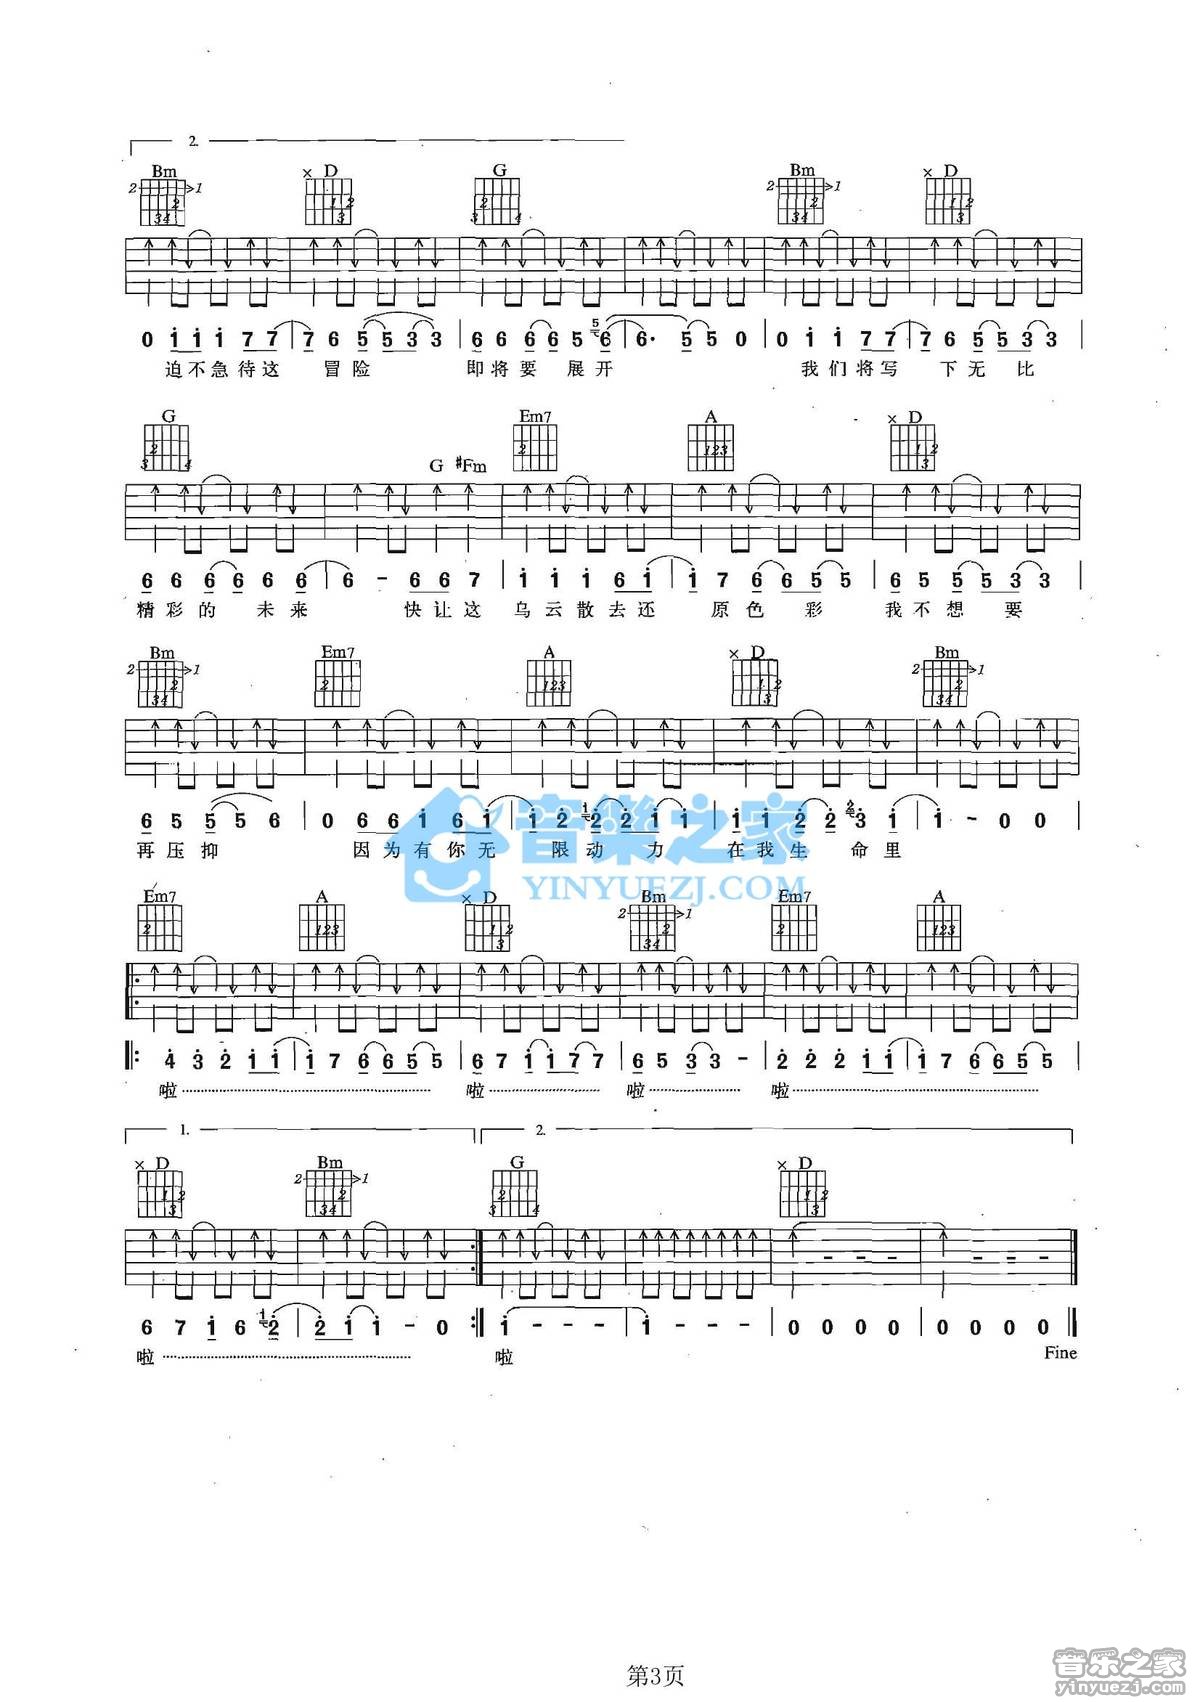 2.
Bm × D G Bm × D
0 1 1 1 7 7 | 7 6 5 5 3 3 | 6 6 6 6 5 6 | 6· 5 5 0 | 0 1 1 7 7 | 7 6 5 5 3 3 |
迫不急待这 冒险 即将要 展开 我们将写 下无比
G G #Fm Em7 A × D
6 6 6 6 6 6 | 6 - 6 6 7 | 1 1 1 6 1 | 1 7 6 6 5 5 | 6 5 5 5 3 3 |
精彩的 未来 快让这 乌云散去还 原色 彩 我不想 要
Bm Em7 A × D Bm
6 5 5 5 6 | 0 6 6 1 6 1 | 1 2 2 2 1 1 | 1 1 2 2 3 1 | 1 - 0 0
再压抑 因为有你无 限动 力 在我生 命里
音樂之家
YINYUEZJ.COM
Em7 A × D Bm Em7 A
‖: 4 3 2 1 1 | 1 7 6 6 5 5 | 6 7 1 1 7 7 | 6 5 3 3 - | 2 2 2 1 1 | 1 7 6 6 5 5 |
啦 啦 啦 啦
1. 2.
× D Bm G × D
6 7 1 6 2 | 2 1 1 - 0 :‖ 1 - - - | 1 - - - | 0 0 0 0 | 0 0 0 0 ‖
啦 啦 Fine
第3页
音乐之家
yinyuezj.com